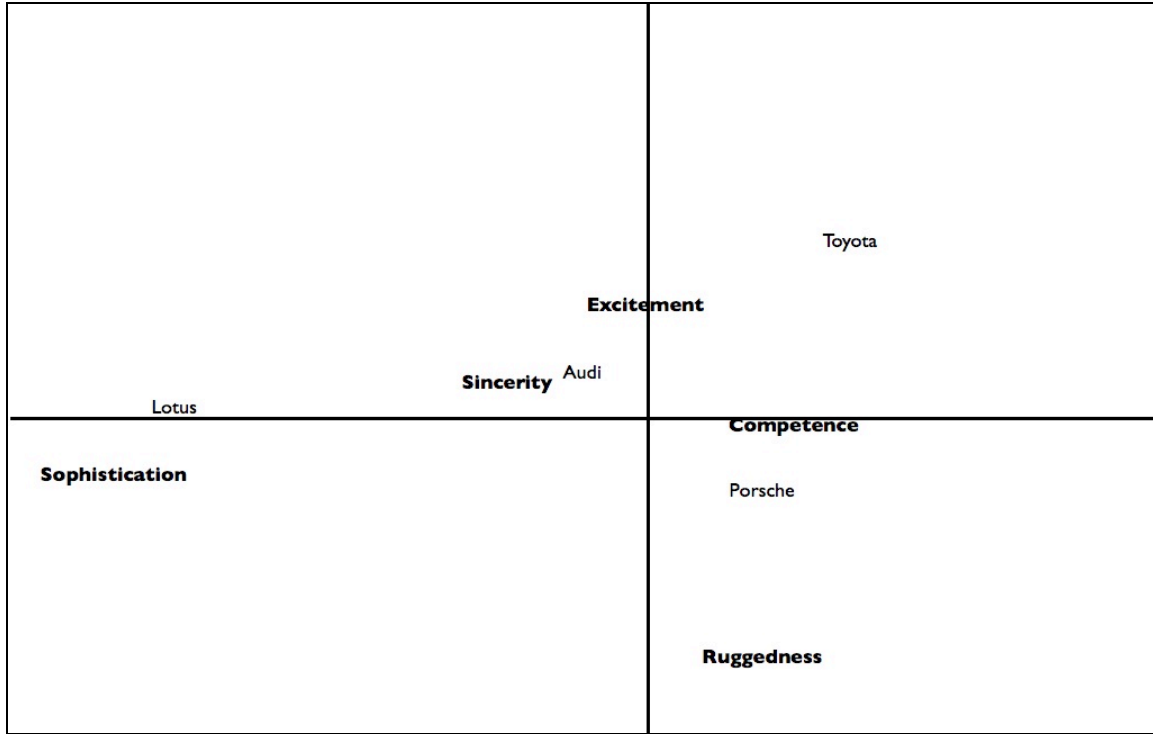 Toyota
Excitement
Sincerity Audi
Lotus
Competence
Sophistication
Porsche
Ruggedness